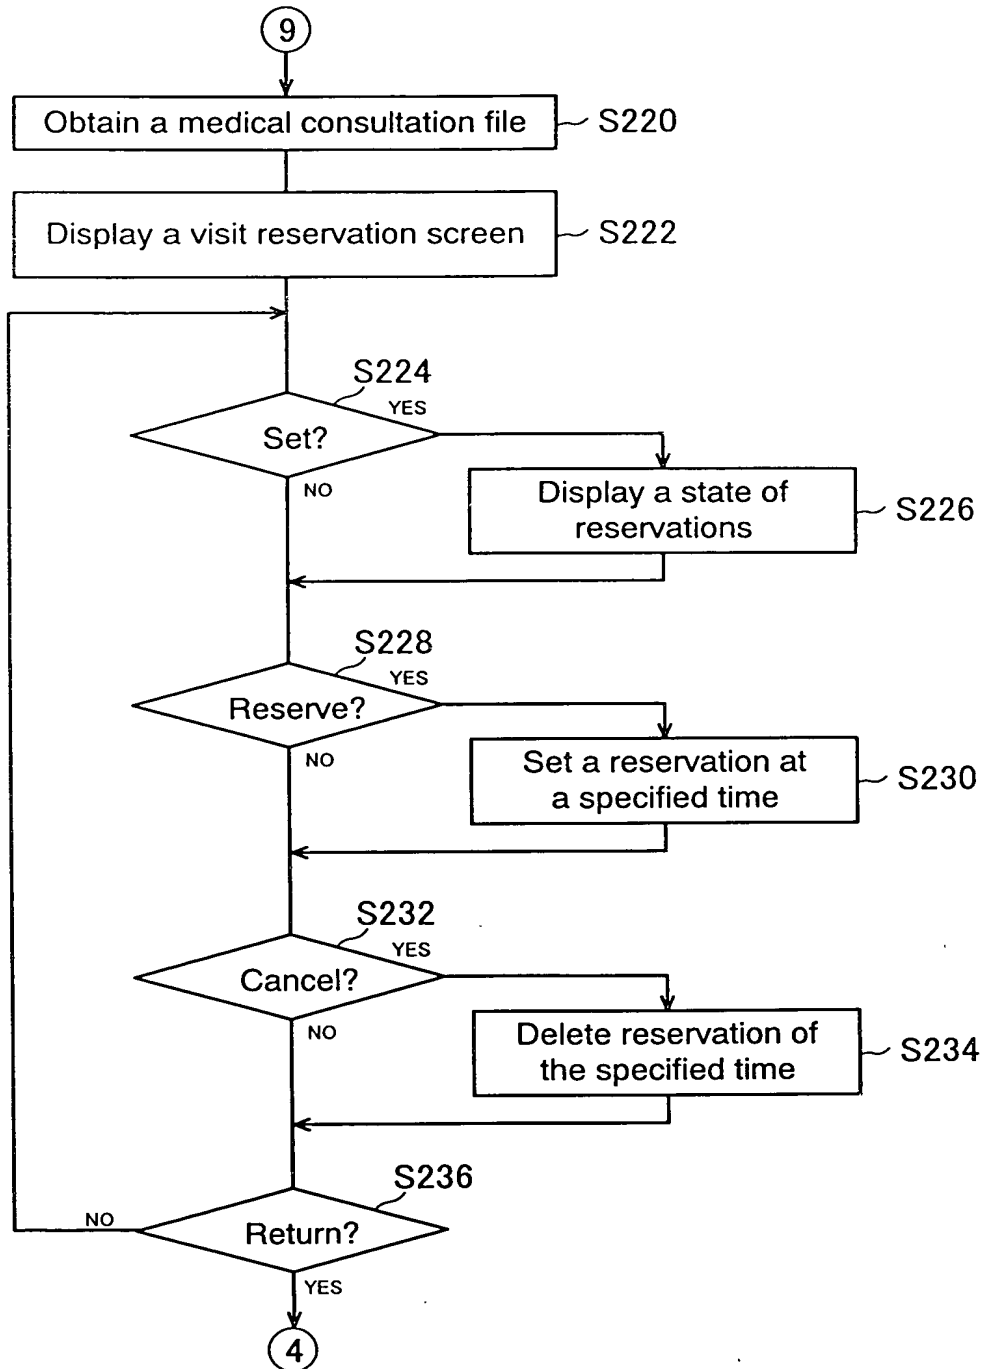 9
Obtain a medical consultation file
S220
Display a visit reservation screen
S222
S224
YES
Set?
NO
Display a state of
reservations
S226
S228
YES
Reserve?
NO
Set a reservation at
a specified time
S230
S232
YES
Cancel?
NO
Delete reservation of
the specified time
S234
S236
NO
Return?
YES
4